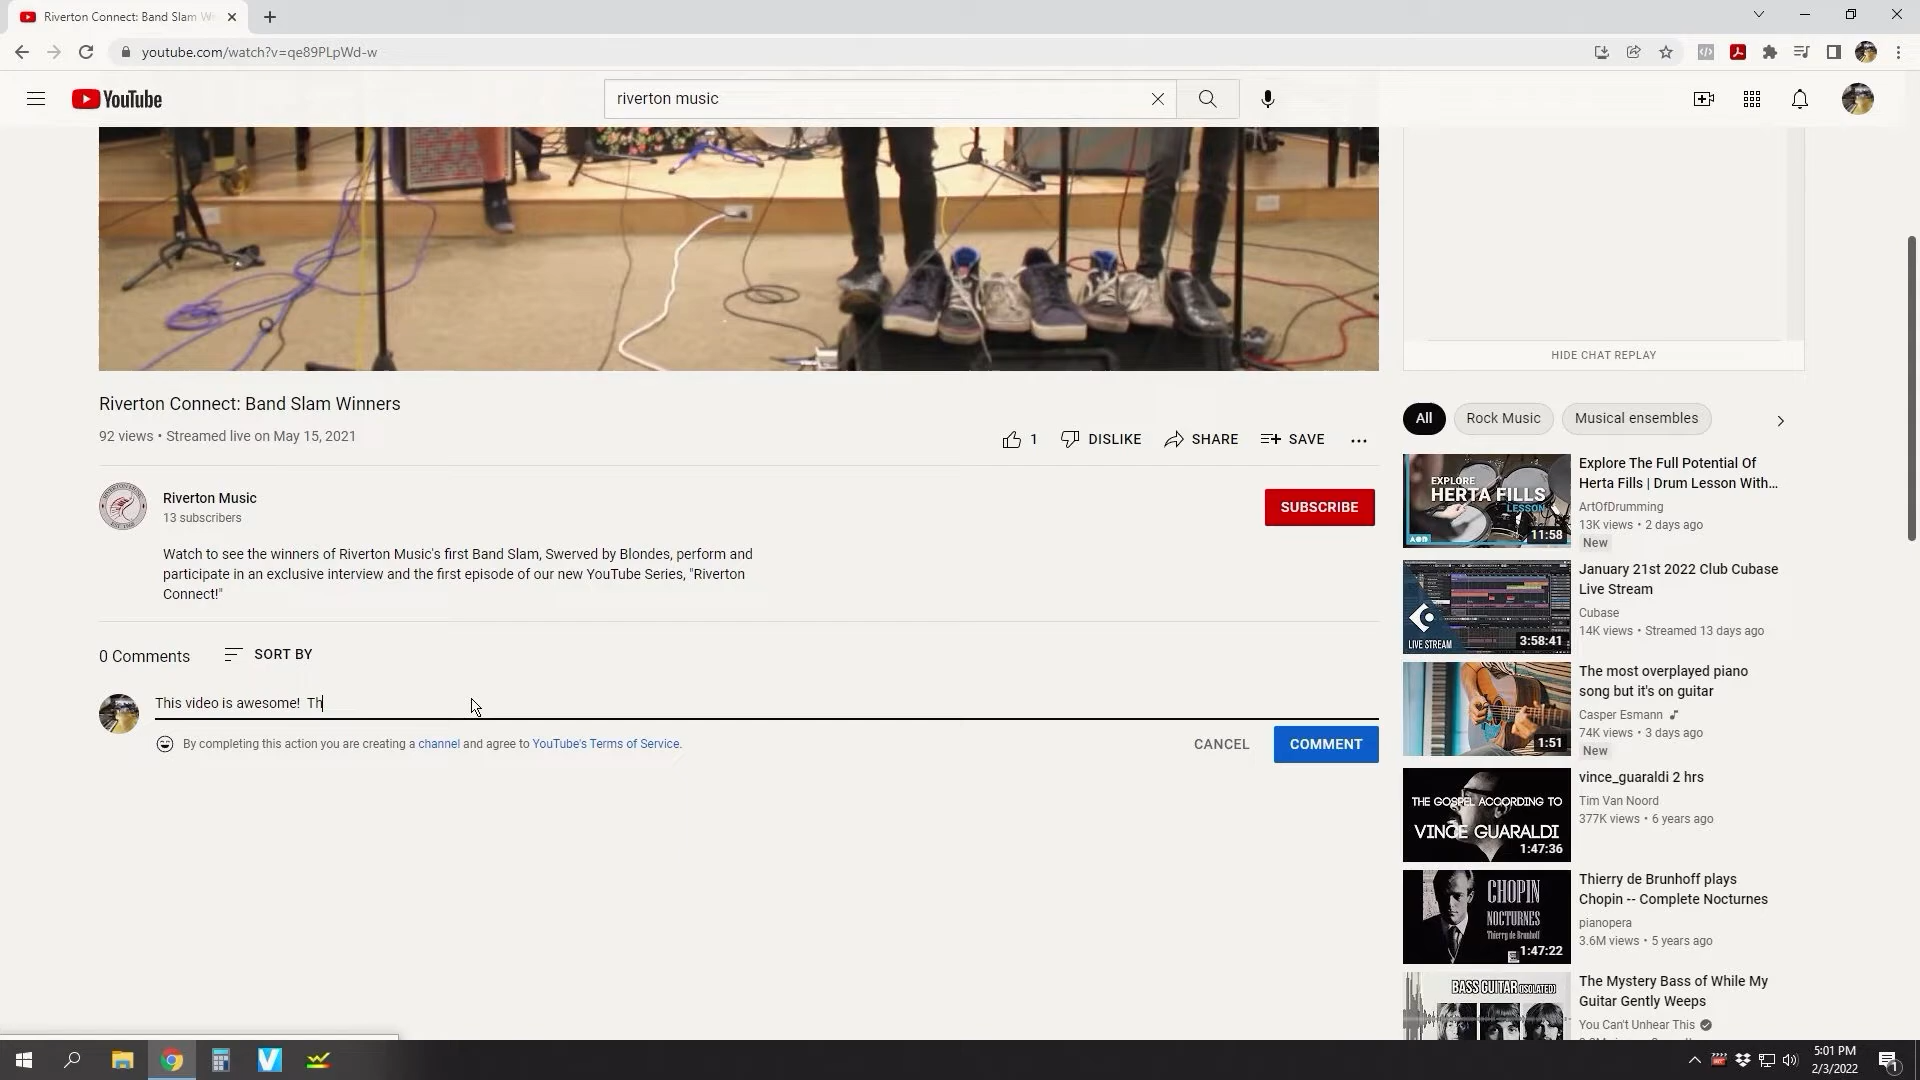 Riverton Connect: Band Slam W
youtube.com/watch?v=qe89PLpWd-w
YouTube
riverton music
HIDE CHAT REPLAY
Riverton Connect: Band Slam Winners
92 views • Streamed live on May 15, 2021
1 DISLIKE SHARE SAVE
Riverton Music
13 subscribers
SUBSCRIBE
Watch to see the winners of Riverton Music's first Band Slam, Swerved by Blondes, perform and
participate in an exclusive interview and the first episode of our new YouTube Series, "Riverton
Connect!"
0 Comments SORT BY
This video is awesome!  Th
By completing this action you are creating a channel and agree to YouTube's Terms of Service.
CANCEL COMMENT
All Rock Music Musical ensembles
EXPLORE
HERTA FILLS
LESSON
11:58
Explore The Full Potential Of
Herta Fills | Drum Lesson With...
ArtOfDrumming
13K views • 2 days ago
New
LIVE STREAM
3:58:41
January 21st 2022 Club Cubase
Live Stream
Cubase
14K views • Streamed 13 days ago
1:51
The most overplayed piano
song but it's on guitar
Casper Esmann
74K views • 3 days ago
New
THE GOSPEL ACCORDING TO
VINCE GUARALDI
1:47:36
vince_guaraldi 2 hrs
Tim Van Noord
377K views • 6 years ago
CHOPIN
NOCTURNES
Thierry de Brunhoff
1:47:22
Thierry de Brunhoff plays
Chopin -- Complete Nocturnes
pianopera
3.6M views • 5 years ago
BASS GUITAR (ISOLATED)
The Mystery Bass of While My
Guitar Gently Weeps
You Can't Unhear This
5:01 PM
2/3/2022
1